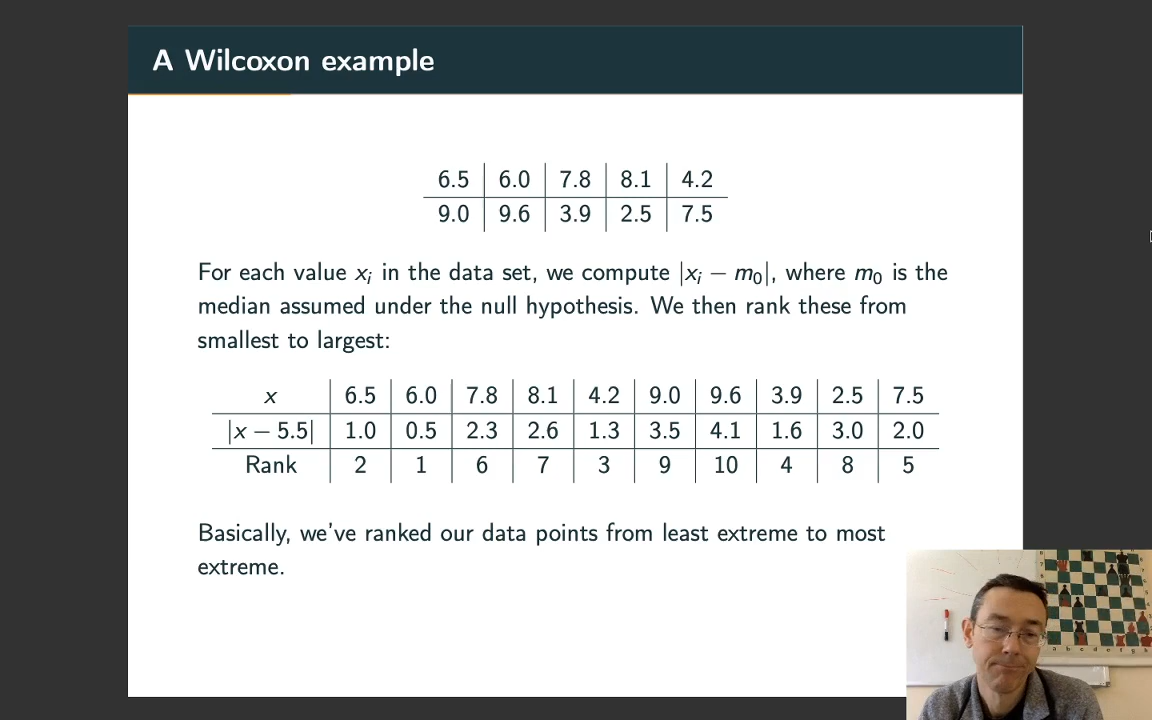 A Wilcoxon example
6.5 6.0 7.8 8.1 4.2
9.0 9.6 3.9 2.5 7.5
For each value xᵢ in the data set, we compute |xᵢ − m₀|, where m₀ is the
median assumed under the null hypothesis. We then rank these from
smallest to largest:
x 6.5 6.0 7.8 8.1 4.2 9.0 9.6 3.9 2.5 7.5
|x − 5.5| 1.0 0.5 2.3 2.6 1.3 3.5 4.1 1.6 3.0 2.0
Rank 2 1 6 7 3 9 10 4 8 5
Basically, we've ranked our data points from least extreme to most
extreme.